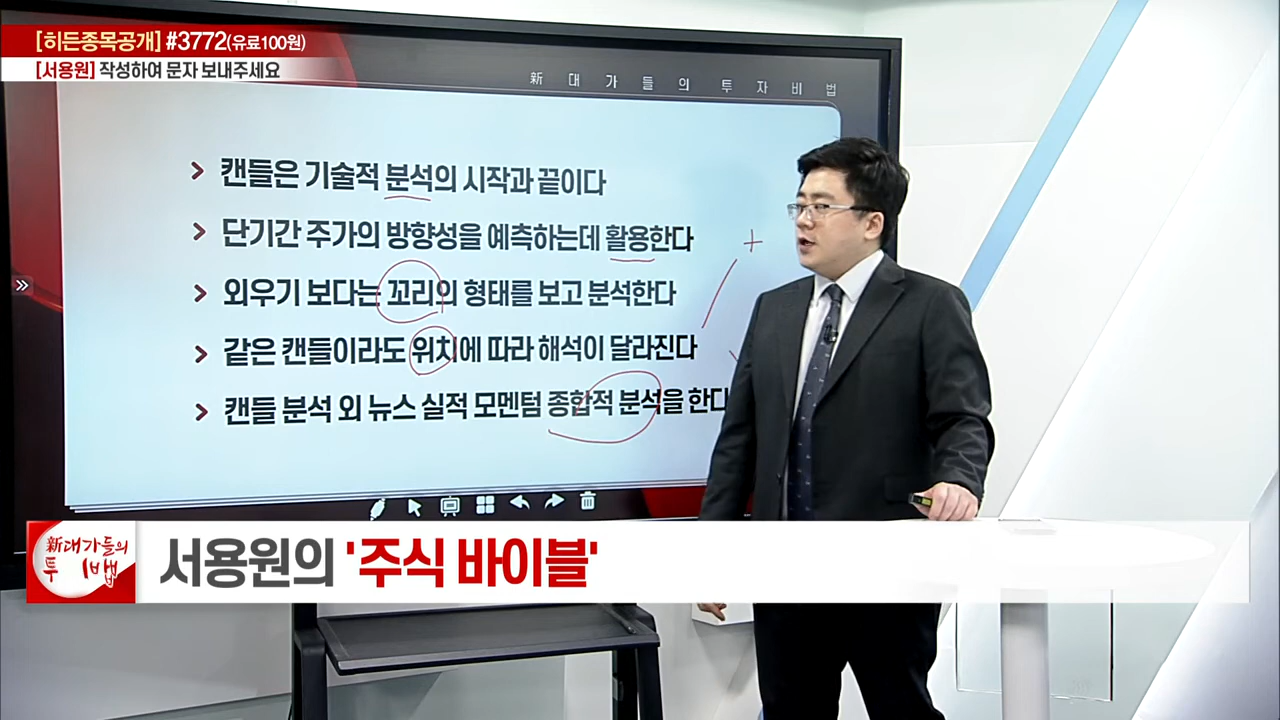 [히든종목공개] #3772(유료100원)
[서용원] 작성하여 문자 보내주세요
新 대 가 들 의 투 자 비 법
캔들은 기술적 분석의 시작과 끝이다
단기간 주가의 방향성을 예측하는데 활용한다
외우기 보다는 꼬리의 형태를 보고 분석한다
같은 캔들이라도 위치에 따라 해석이 달라진다
캔들 분석 외 뉴스 실적 모멘텀 종합적 분석을 한다
新대가들의
투
서용원의 '주식 바이블'